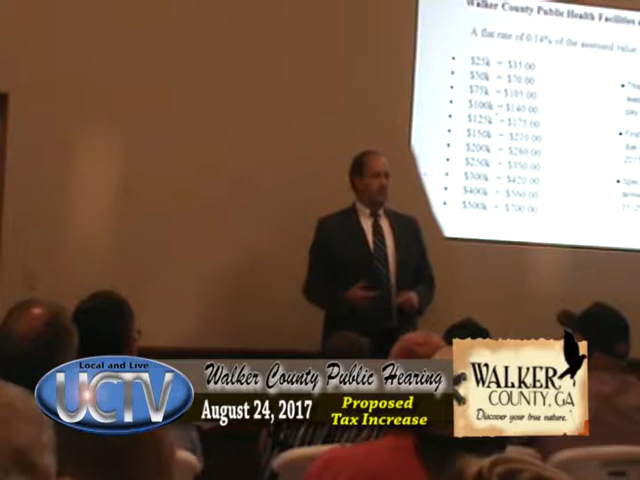 Walker County Public Health Facilities
A flat rate of 0.14% of the assessed value
• $25k = $35.00
• $50k = $70.00
• $75k = $105.00
• $100k = $140.00
• $125k = $175.00
• $150k = $210.00
• $200k = $280.00
• $250k = $350.00
• $300k = $420.00
• $400k = $560.00
• $500k = $700.00
Local and Live
UCTV
Walker County Public Hearing
August 24, 2017
Proposed
Tax Increase
WALKER
COUNTY, GA
Discover your true nature.